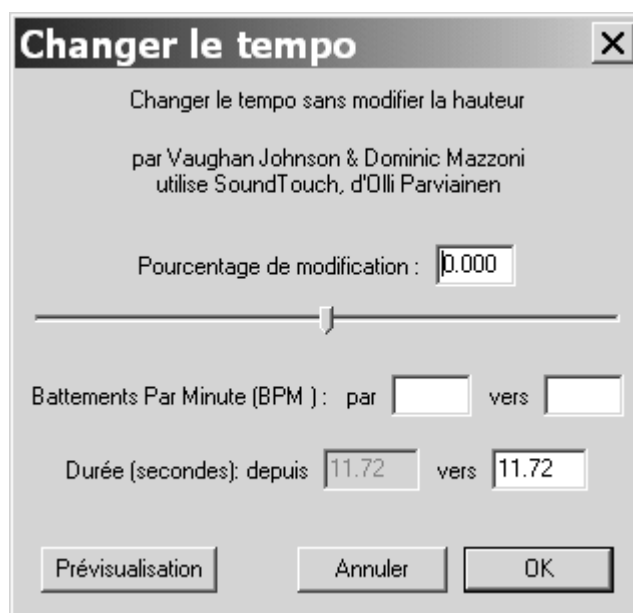 Changer le tempo
Changer le tempo sans modifier la hauteur
par Vaughan Johnson & Dominic Mazzoni
utilise SoundTouch, d'Olli Parviainen
Pourcentage de modification : 0.000
Battements Par Minute (BPM ) : par vers
Durée (secondes): depuis 11.72 vers 11.72
Prévisualisation Annuler OK